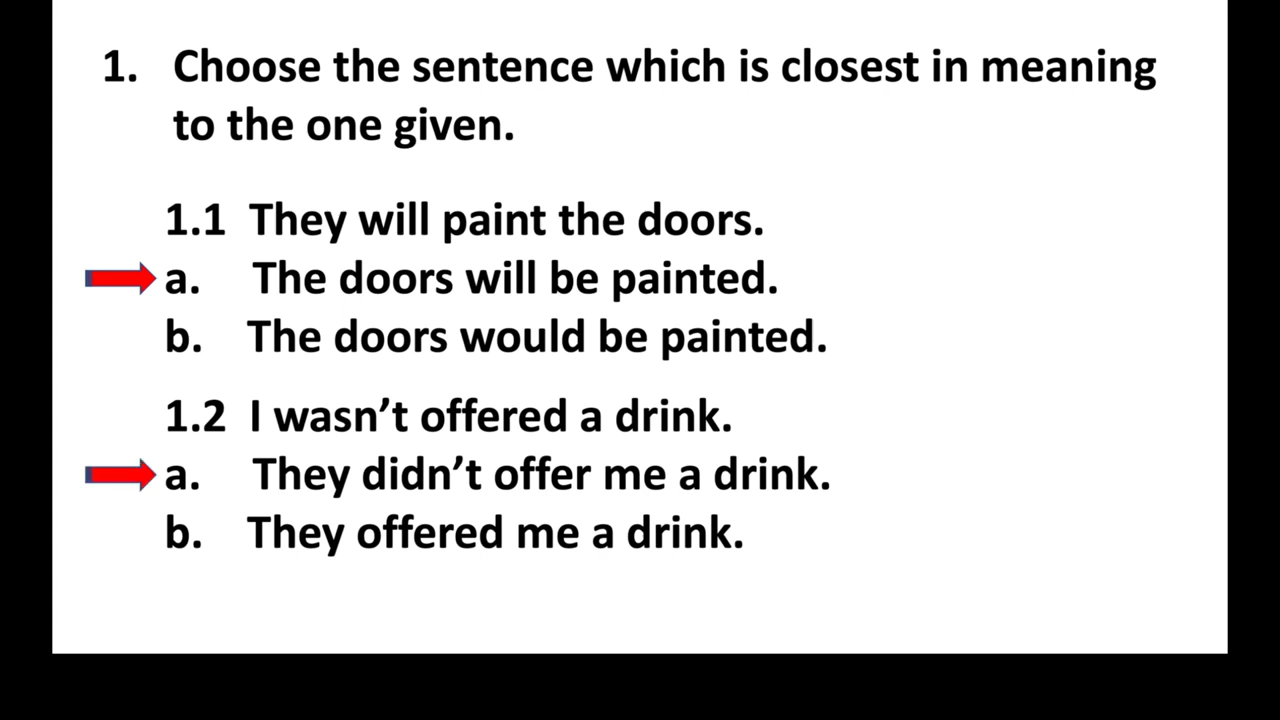 1. Choose the sentence which is closest in meaning
to the one given.
1.1 They will paint the doors.
a. The doors will be painted.
b. The doors would be painted.
1.2 I wasn’t offered a drink.
a. They didn’t offer me a drink.
b. They offered me a drink.